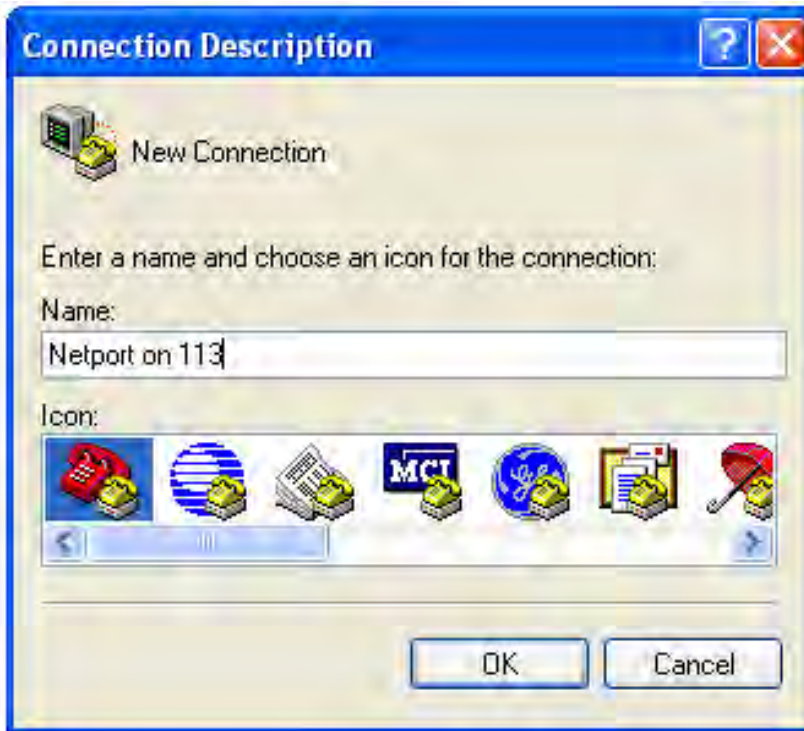 Connection Description
New Connection
Enter a name and choose an icon for the connection:
Name:
Netport on 113
Icon:
MCI
OK Cancel